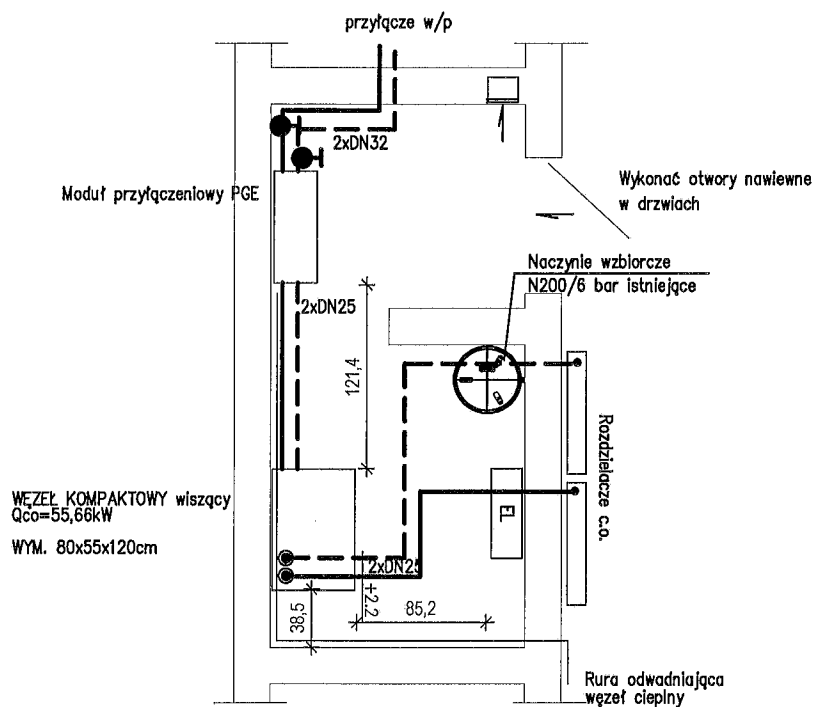 przyłącze w/p
2xDN32
Moduł przyłączeniowy PGE
Wykonać otwory nawiewne
w drzwiach
Naczynie wzbiorcze
N200/6 bar istniejące
2xDN25
121,4
Rozdzielacze c.o.
WĘZEŁ KOMPAKTOWY wiszący
Qco=55,66kW
WYM. 80x55x120cm
EL
2xDN25
+2.2
85,2
38,5
Rura odwadniająca
węzeł cieplny